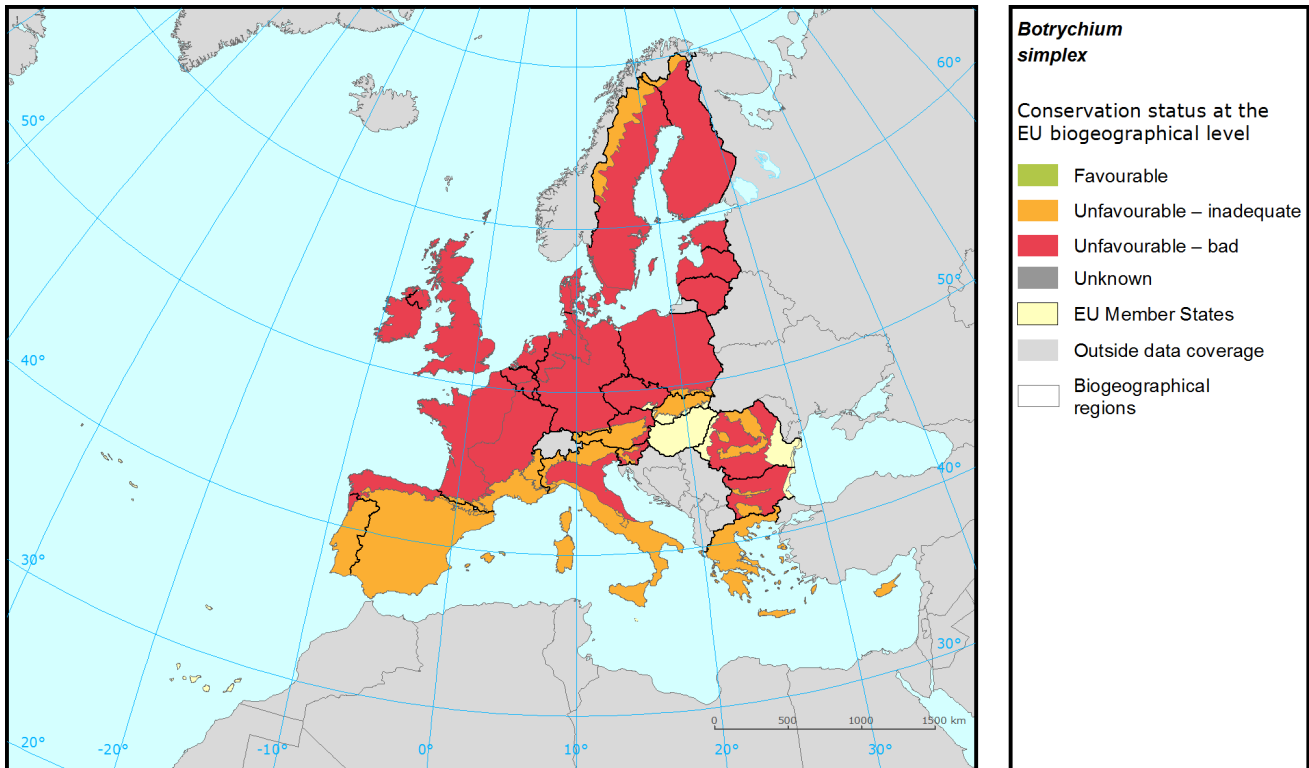 60°
50°
50°
40°
40°
30°
30°
20°
-20°
-10°
0°
10°
20°
30°
0
500
1000
1500 km
Botrychium
simplex
Conservation status at the
EU biogeographical level
Favourable
Unfavourable – inadequate
Unfavourable – bad
Unknown
EU Member States
Outside data coverage
Biogeographical
regions